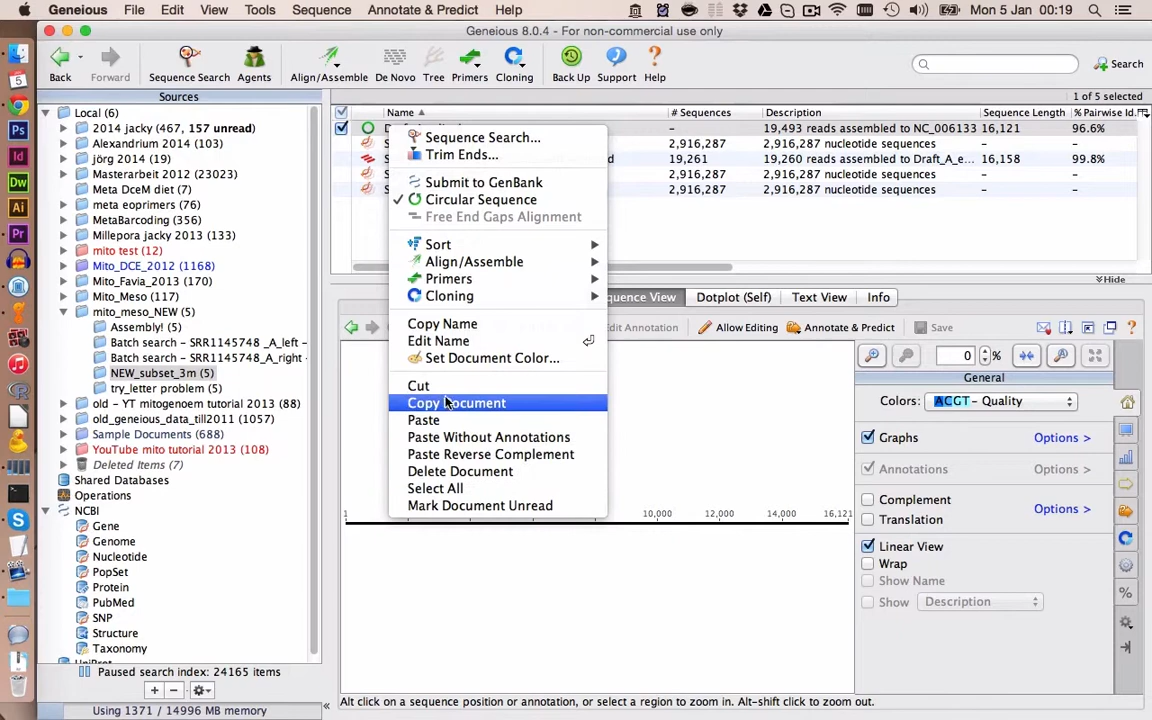 Geneious File Edit View Tools Sequence Annotate & Predict Help Mon 5 Jan 00:19
Geneious 8.0.4 - For non-commercial use only
Back Forward Sequence Search Agents Align/Assemble De Novo Tree Primers Cloning Back Up Support Help Search
Sources
1 of 5 selected
Name # Sequences Description Sequence Length % Pairwise Id.
- 19,493 reads assembled to NC_006133 16,121 96.6%
2,916,287 2,916,287 nucleotide sequences - -
19,261 19,260 reads assembled to Draft_A_e... 16,158 99.8%
2,916,287 2,916,287 nucleotide sequences - -
2,916,287 2,916,287 nucleotide sequences - -
Local (6)
2014 jacky (467, 157 unread)
Alexandrium 2014 (103)
jörg 2014 (19)
Masterarbeit 2012 (23023)
Meta DceM diet (7)
meta eoprimers (76)
MetaBarcoding (356)
Millepora jacky 2013 (133)
mito test (12)
Mito_DCE_2012 (1168)
Mito_Favia_2013 (170)
Mito_Meso (117)
mito_meso_NEW (5)
Assembly! (5)
Batch search - SRR1145748 _A_left -
Batch search - SRR1145748_A_right -
NEW_subset_3m (5)
try_letter problem (5)
old - YT mitogenoem tutorial 2013 (88)
old_geneious_data_till2011 (1057)
Sample Documents (688)
YouTube mito tutorial 2013 (108)
Deleted Items (7)
Shared Databases
Operations
NCBI
Gene
Genome
Nucleotide
PopSet
Protein
PubMed
SNP
Structure
Taxonomy
UniProt
Passed search index: 24165 items
Using 1371 / 14996 MB memory
Sequence Search...
Trim Ends...
Submit to GenBank
Circular Sequence
Free End Gaps Alignment
Sort
Align/Assemble
Primers
Cloning
Copy Name
Edit Name
Set Document Color...
Cut
Copy Document
Paste
Paste Without Annotations
Paste Reverse Complement
Delete Document
Select All
Mark Document Unread
Hide
quence View Dotplot (Self) Text View Info
dit Annotation Allow Editing Annotate & Predict Save
0 %
General
Colors: ACGT - Quality
Graphs Options >
Annotations Options >
Complement
Translation Options >
Linear View
Wrap
Show Name
Show Description
1 10,000 12,000 14,000 16,121
Alt click on a sequence position or annotation, or select a region to zoom in. Alt-shift click to zoom out.